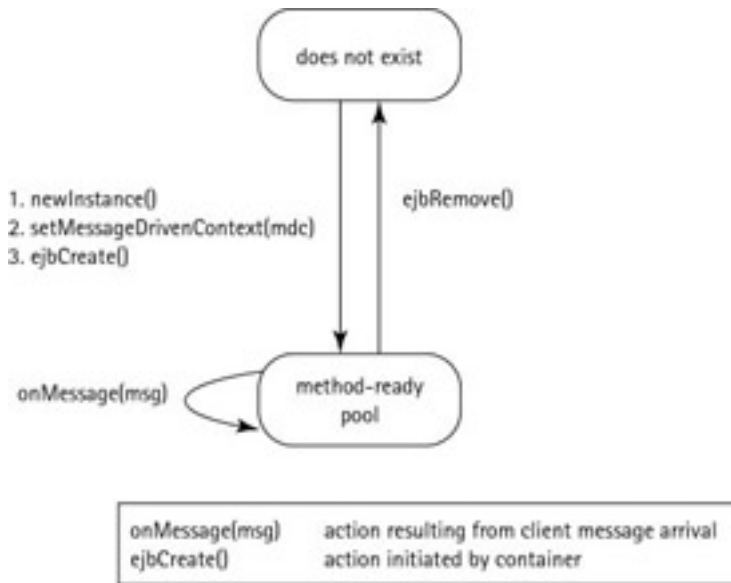 does not exist
1. newInstance()
2. setMessageDrivenContext(mdc)
3. ejbCreate()
ejbRemove()
onMessage(msg)
method-ready
pool
onMessage(msg) action resulting from client message arrival
ejbCreate() action initiated by container